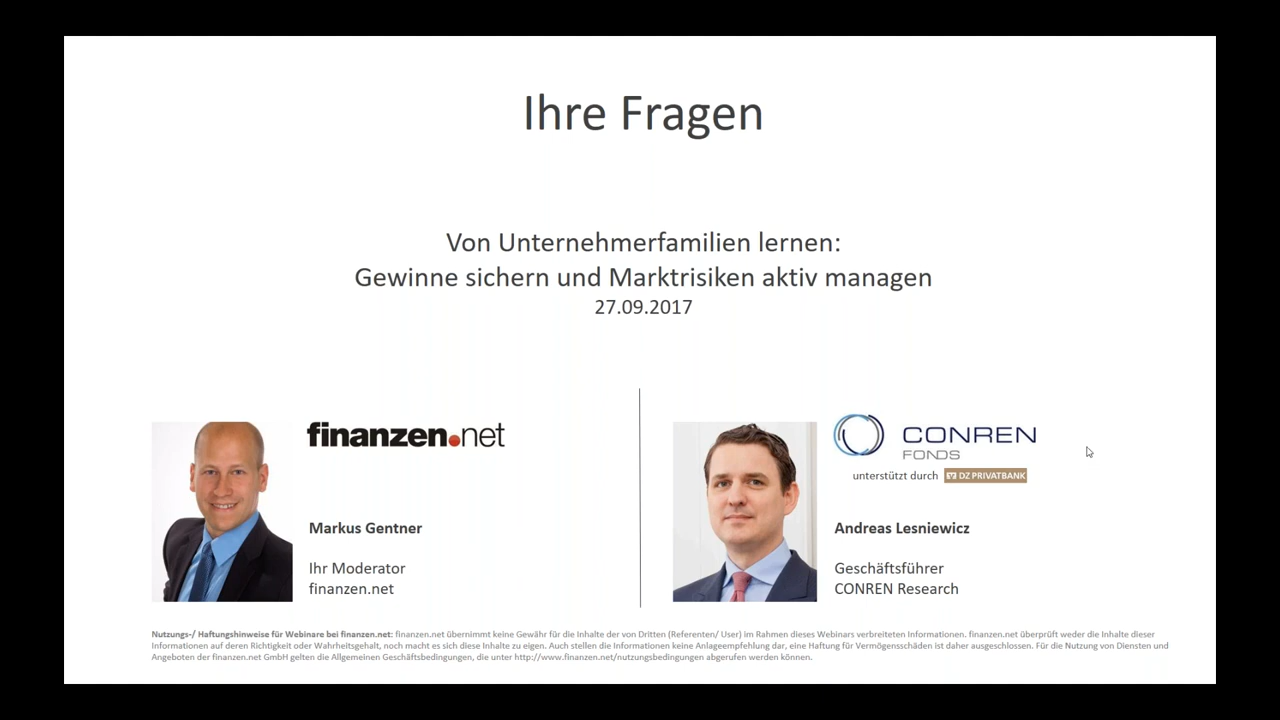 Ihre Fragen
Von Unternehmerfamilien lernen:
Gewinne sichern und Marktrisiken aktiv managen
27.09.2017
finanzen.net
Markus Gentner
Ihr Moderator
finanzen.net
CONREN
FONDS
unterstützt durch DZ PRIVATBANK
Andreas Lesniewicz
Geschäftsführer
CONREN Research
Nutzungs-/ Haftungshinweise für Webinare bei finanzen.net: finanzen.net übernimmt keine Gewähr für die Inhalte der von Dritten (Referenten/ User) im Rahmen dieses Webinars verbreiteten Informationen. finanzen.net überprüft weder die Inhalte dieser
Informationen auf deren Richtigkeit oder Wahrheitsgehalt, noch macht es sich diese Inhalte zu eigen. Auch stellen die Informationen keine Anlageempfehlung dar, eine Haftung für Vermögensschäden ist daher ausgeschlossen. Für die Nutzung von Diensten und
Angeboten der finanzen.net GmbH gelten die Allgemeinen Geschäftsbedingungen, die unter http://www.finanzen.net/nutzungsbedingungen abgerufen werden können.